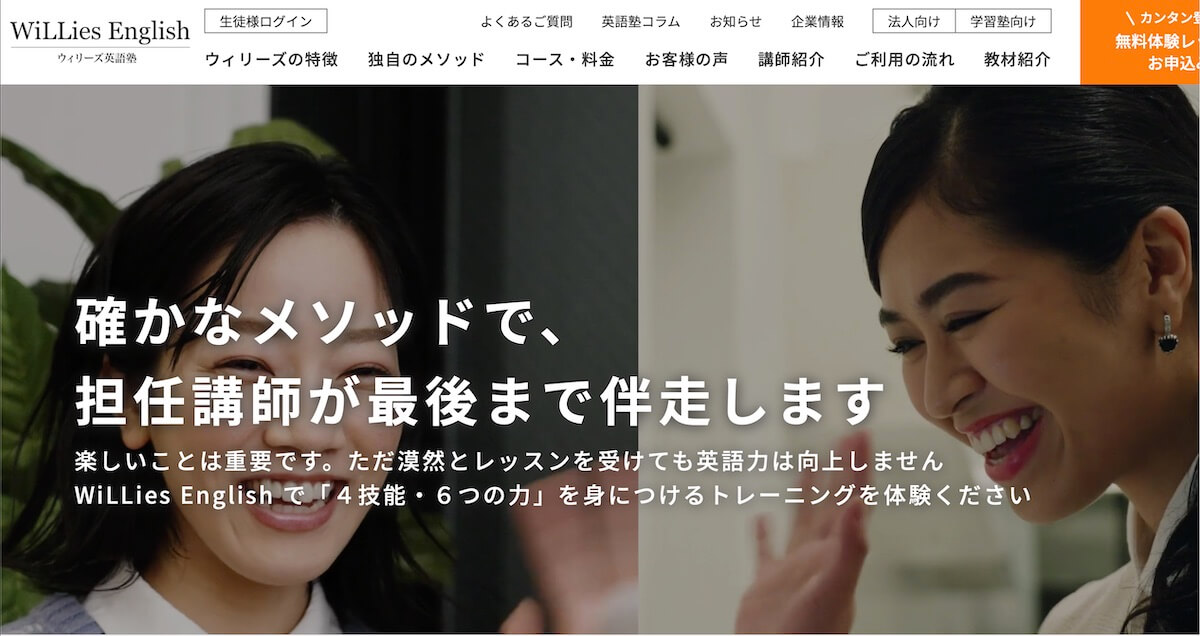 WiLLies English
ウィリーズ英語塾
生徒様ログイン
よくあるご質問 英語塾コラム お知らせ 企業情報
法人向け 学習塾向け
ウィリーズの特徴 独自のメソッド コース・料金 お客様の声 講師紹介 ご利用の流れ 教材紹介
\ カンタン
無料体験レ
お申込
確かなメソッドで、
担任講師が最後まで伴走します
楽しいことは重要です。ただ漠然とレッスンを受けても英語力は向上しません
WiLLies English で「４技能・６つの力」を身につけるトレーニングを体験ください